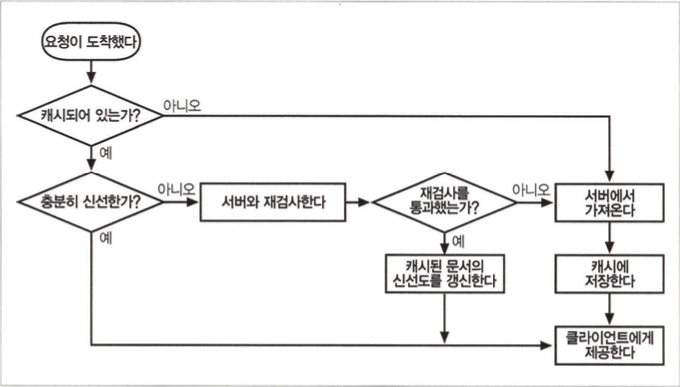 요청이 도착했다
캐시되어 있는가?
아니오
예
충분히 신선한가?
아니오
서버와 재검사한다
재검사를
통과했는가?
아니오
서버에서
가져온다
예
예
캐시된 문서의
신선도를 갱신한다
캐시에
저장한다
클라이언트에게
제공한다